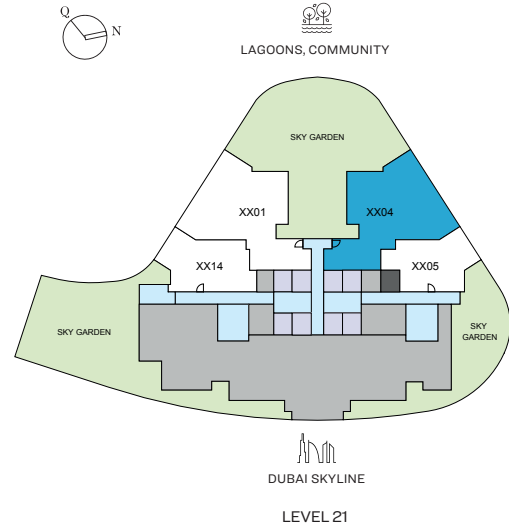 Q
N
LAGOONS, COMMUNITY
SKY GARDEN
XX01
XX04
XX14
XX05
SKY GARDEN
SKY
GARDEN
DUBAI SKYLINE
LEVEL 21